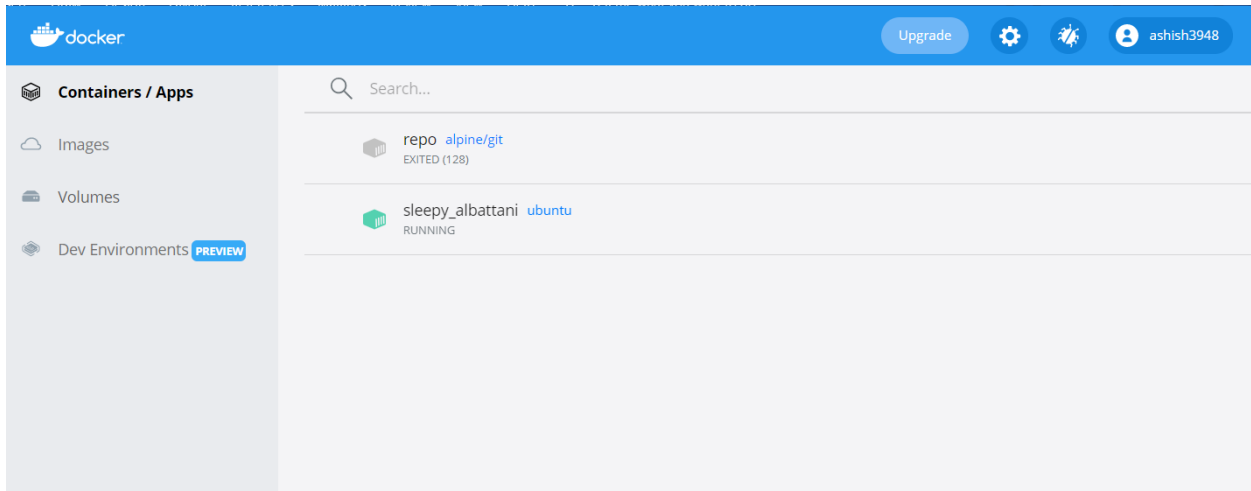 docker
Upgrade
ashish3948
Containers / Apps
Images
Volumes
Dev Environments PREVIEW
Search...
repo alpine/git
EXITED (128)
sleepy_albattani ubuntu
RUNNING